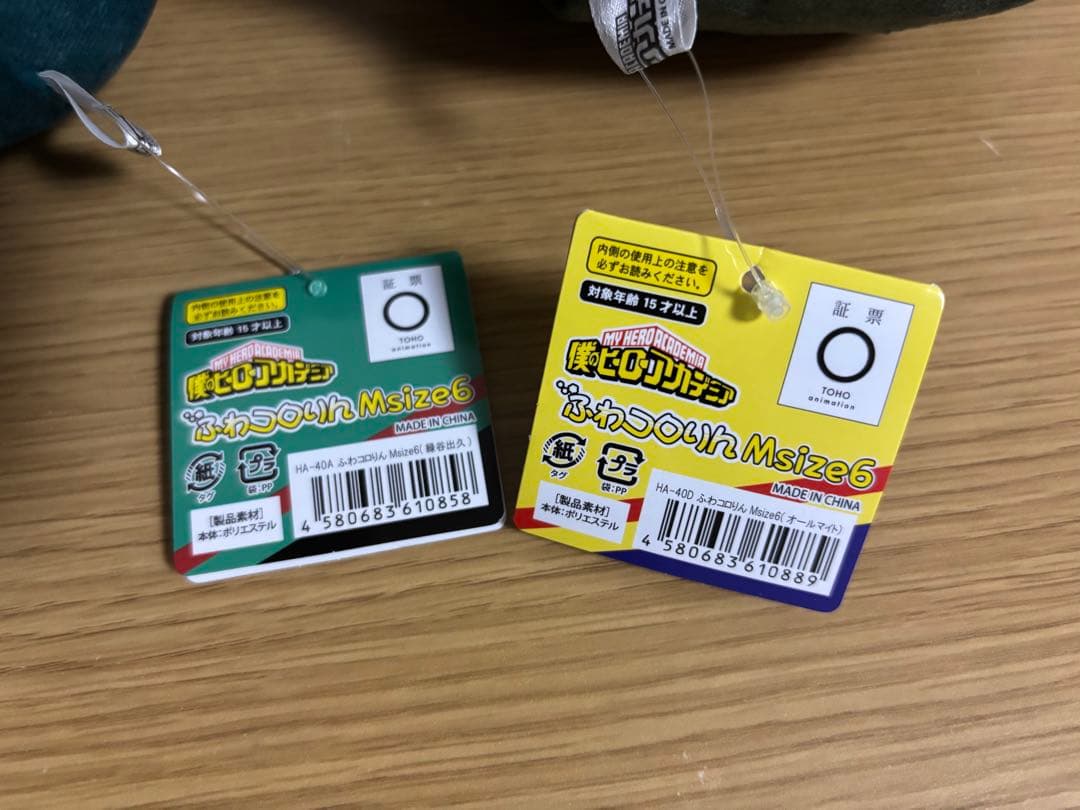 MADE IN C
内側の使用上の注意を
必ずお読みください。
対象年齢 15才以上
証 票
TOHO
animation
MY HERO ACADEMIA
僕のヒーローアカデミア
ふわコロりん Msize6
MADE IN CHINA
紙
タグ
プラ
袋:PP
HA-40A ふわコロりん Msize6(緑谷出久)
4 580683 610858
[製品素材]
本体:ポリエステル
内側の使用上の注意を
必ずお読みください。
対象年齢 15才以上
証 票
TOHO
animation
MY HERO ACADEMIA
僕のヒーローアカデミア
ふわコロりん Msize6
MADE IN CHINA
紙
タグ
プラ
袋:PP
HA-40D ふわコロりん Msize6(オールマイト)
4 580683 610889
[製品素材]
本体:ポリエステル